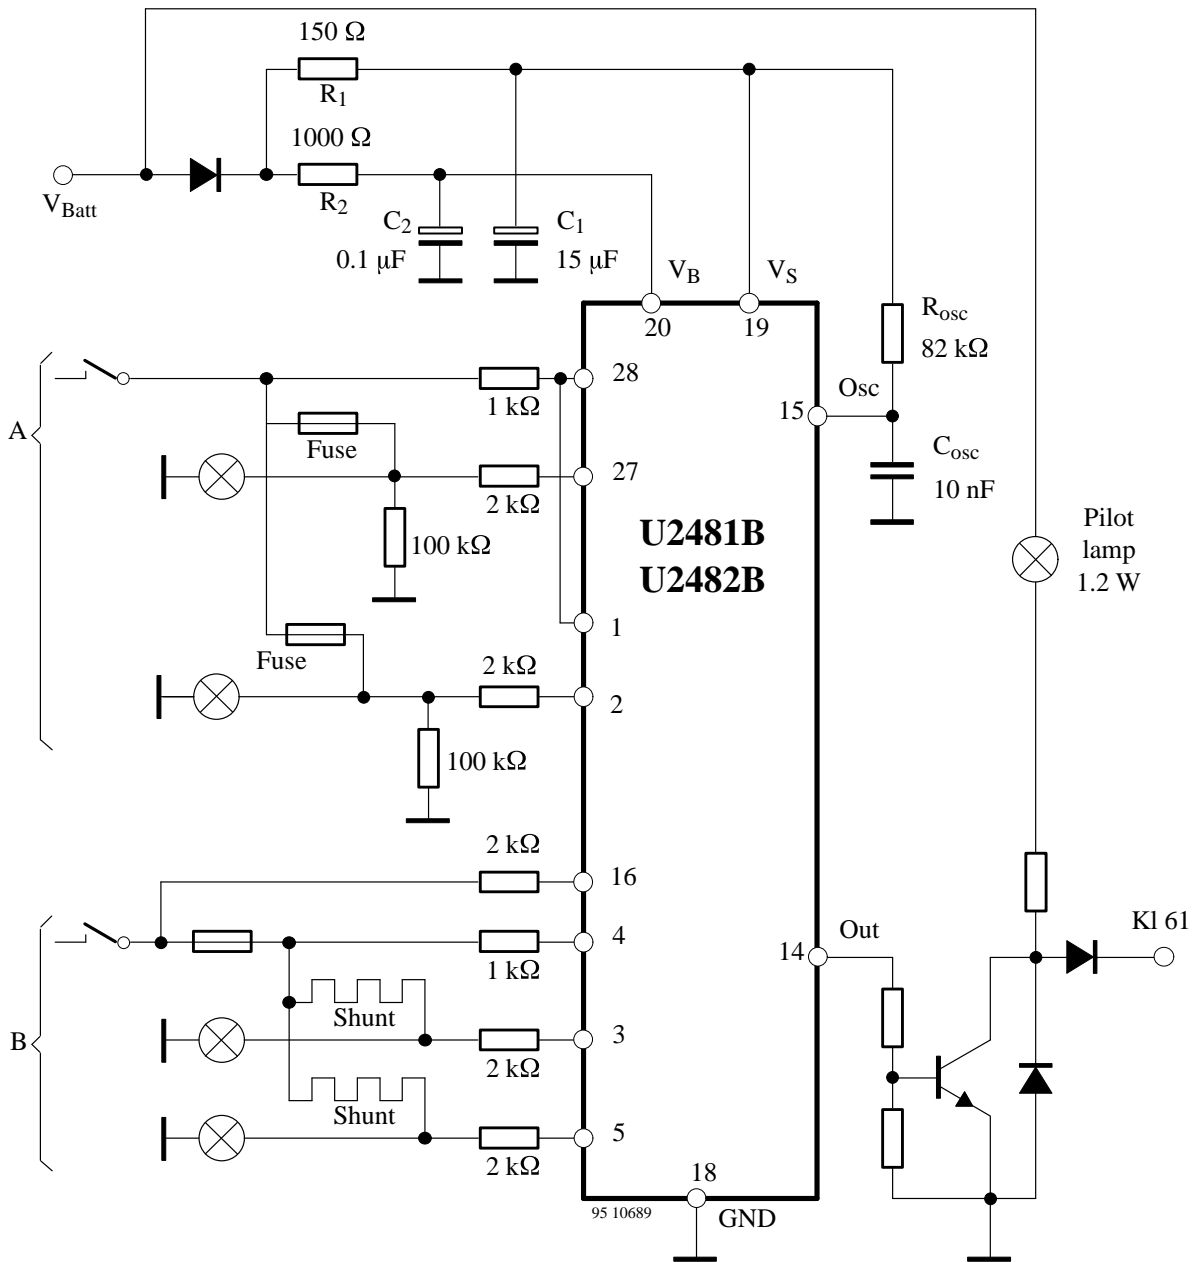 150 Ω
R1
1000 Ω
R2
VBatt
C2
0.1 μF
C1
15 μF
VB
VS
20
19
Rosc
82 kΩ
A
1 kΩ
28
Osc
15
Fuse
Cosc
10 nF
27
2 kΩ
100 kΩ
U2481B
U2482B
Pilot
lamp
1.2 W
1
Fuse
2 kΩ
2
100 kΩ
2 kΩ
16
B
4
1 kΩ
Out
14
Kl 61
Shunt
3
2 kΩ
Shunt
5
2 kΩ
18
95 10689
GND